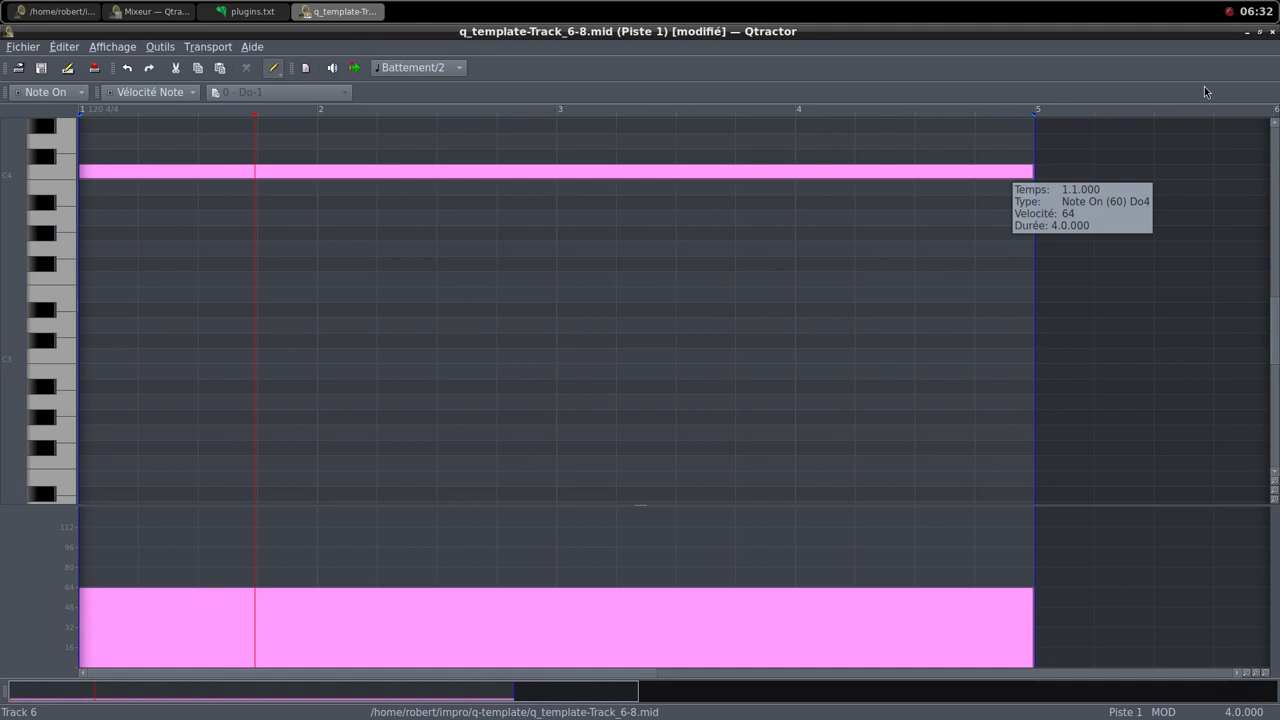 /home/robert/i...
Mixeur — Qtra...
plugins.txt
q_template-Tr...
06:32
q_template-Track_6-8.mid (Piste 1) [modifié] — Qtractor
Fichier Éditer Affichage Outils Transport Aide
Battement/2
Note On Vélocité Note 0 - Do-1
1 120 4/4 2 3 4 5 6
C4
Temps: 1.1.000
Type: Note On (60) Do4
Velocité: 64
Durée: 4.0.000
C3
112
96
80
64
48
32
16
Track 6 /home/robert/impro/q-template/q_template-Track_6-8.mid Piste 1 MOD 4.0.000